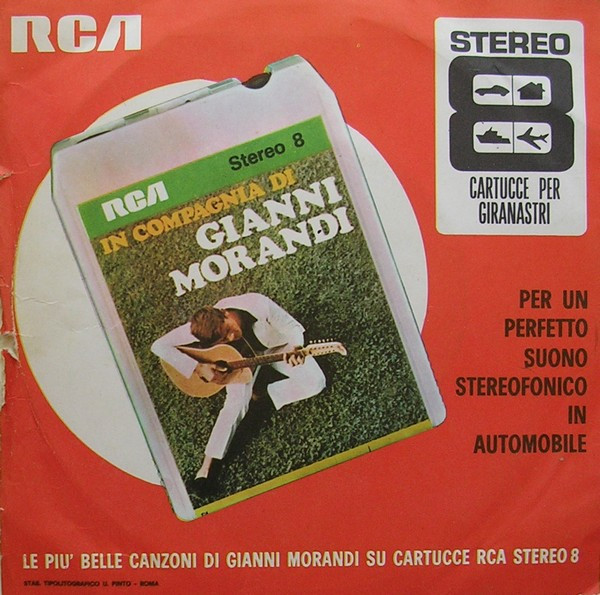 RCA
STEREO
8
CARTUCCE PER
GIRANASTRI
Stereo 8
RCA
IN COMPAGNIA DI
GIANNI
MORANDI
PER UN
PERFETTO
SUONO
STEREOFONICO
IN
AUTOMOBILE
LE PIU' BELLE CANZONI DI GIANNI MORANDI SU CARTUCCE RCA STEREO 8
STAB. TIPOLITOGRAFICO U. PINTO - ROMA